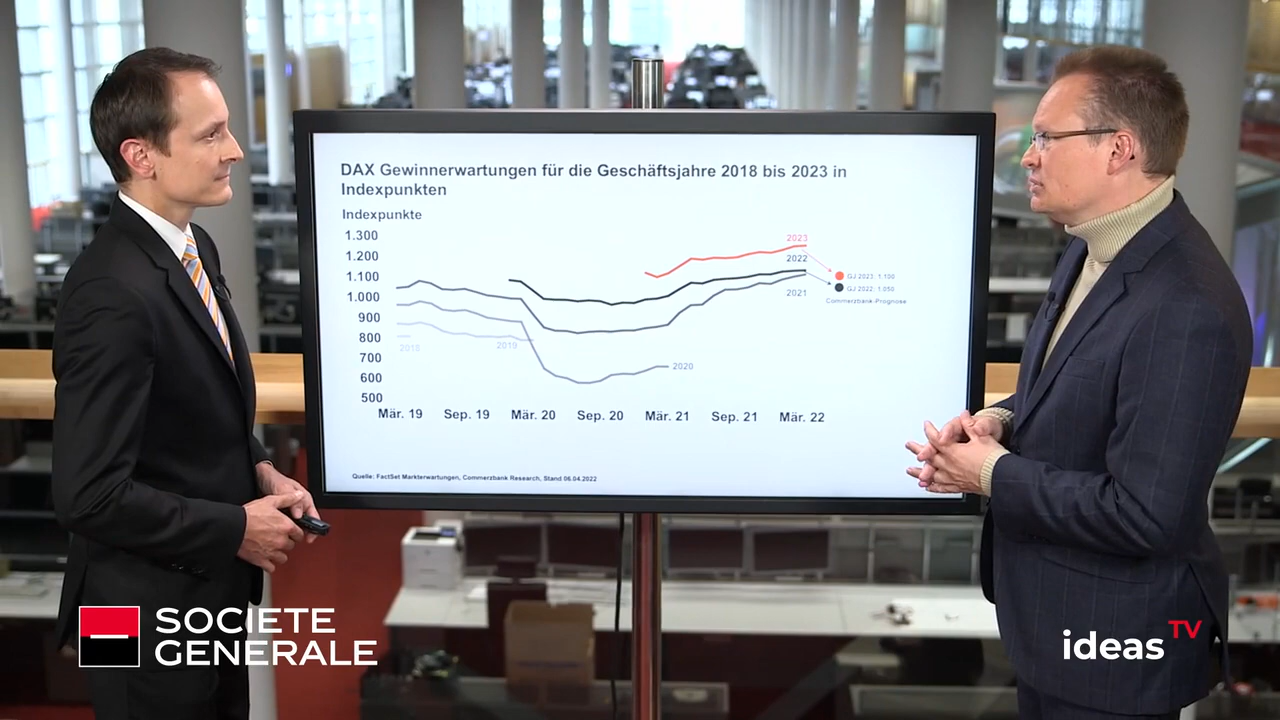 DAX Gewinnerwartungen für die Geschäftsjahre 2018 bis 2023 in
Indexpunkten
Indexpunkte
1.300
1.200
1.100
1.000
900
800
700
600
500
2023
2022
2021
2020
2019
2018
GJ 2023: 1.100
GJ 2022: 1.050
Commerzbank-Prognose
Mär. 19 Sep. 19 Mär. 20 Sep. 20 Mär. 21 Sep. 21 Mär. 22
Quelle: FactSet Markterwartungen, Commerzbank Research, Stand 06.04.2022
SOCIETE
GENERALE
ideas TV